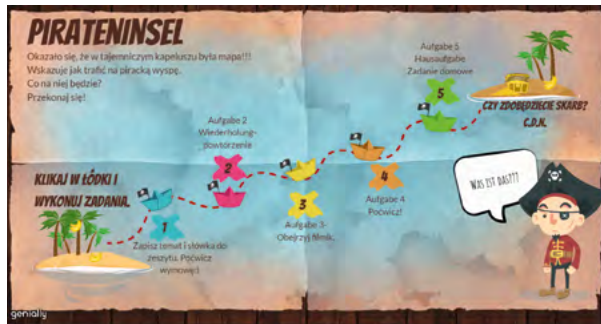 PIRATENINSEL
Okazało się, że w tajemniczym kapeluszu była mapa!!!
Wskazuje jak trafić na piracką wyspę.
Co na niej będzie?
Przekonaj się!
Aufgabe 5
Hausaufgabe
Zadanie domowe
5
CZY ZDOBĘDZIECIE SKARB?
C.D.N.
Aufgabe 2
Wiederholung-
powtórzenie
2
KLIKAJ W ŁÓDKI I
WYKONUJ ZADANIA.
1
Zapisz temat i słówka do
zeszytu. Poćwicz
wymowę:)
3
Aufgabe 3-
Obejrzyj filmik.
4
Aufgabe 4
Poćwicz!
WAS IST DAS???
genially